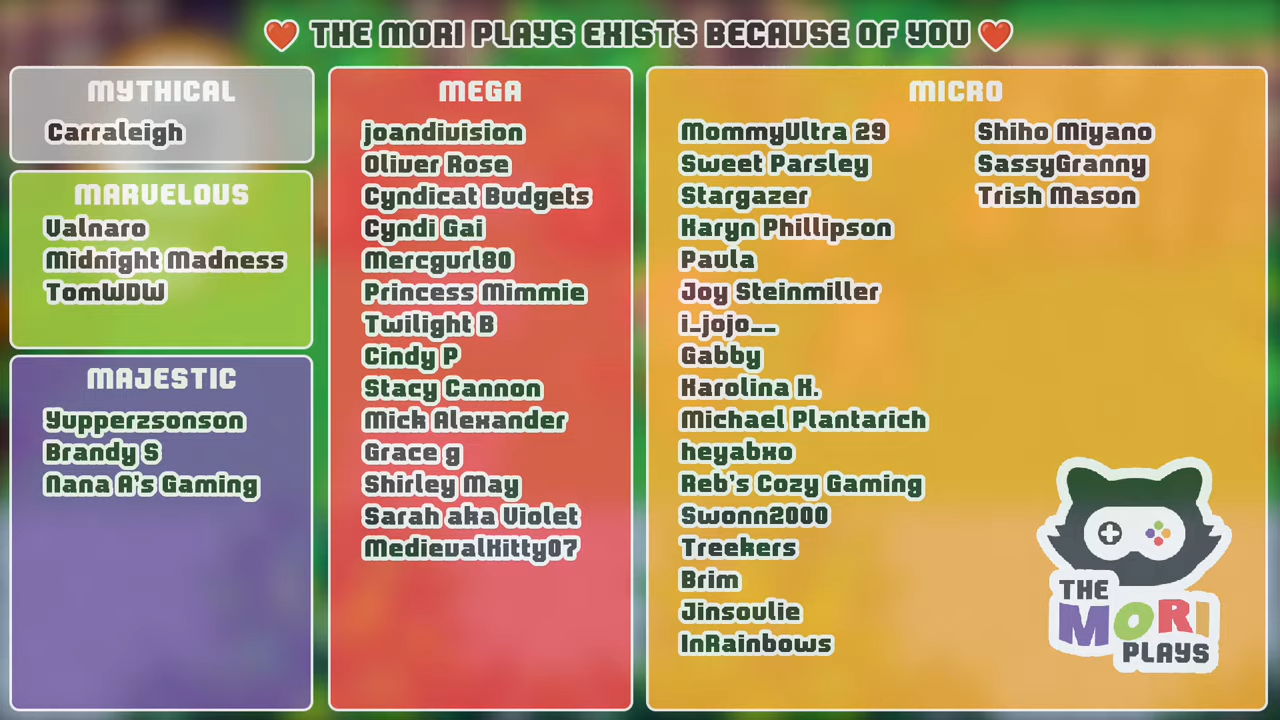 ❤️ THE MORI PLAYS EXISTS BECAUSE OF YOU ❤️
MYTHICAL
Carraleigh
MARVELOUS
Valnaro
Midnight Madness
TomWDW
MAJESTIC
Yupperzsonson
Brandy S
Nana A's Gaming
MEGA
joandivision
Oliver Rose
Cyndicat Budgets
Cyndi Gai
Mercgurl80
Princess Mimmie
Twilight B
Cindy P
Stacy Cannon
Mick Alexander
Grace g
Shirley May
Sarah aka Violet
MedievalKitty07
MICRO
MommyUltra 29
Sweet Parsley
Stargazer
Karyn Phillipson
Paula
Joy Steinmiller
i_jojo__
Gabby
Karolina K.
Michael Plantarich
heyabxo
Reb's Cozy Gaming
Swonn2000
Treekers
Brim
Jinsoulie
InRainbows
Shiho Miyano
SassyGranny
Trish Mason
THE
MORI
PLAYS